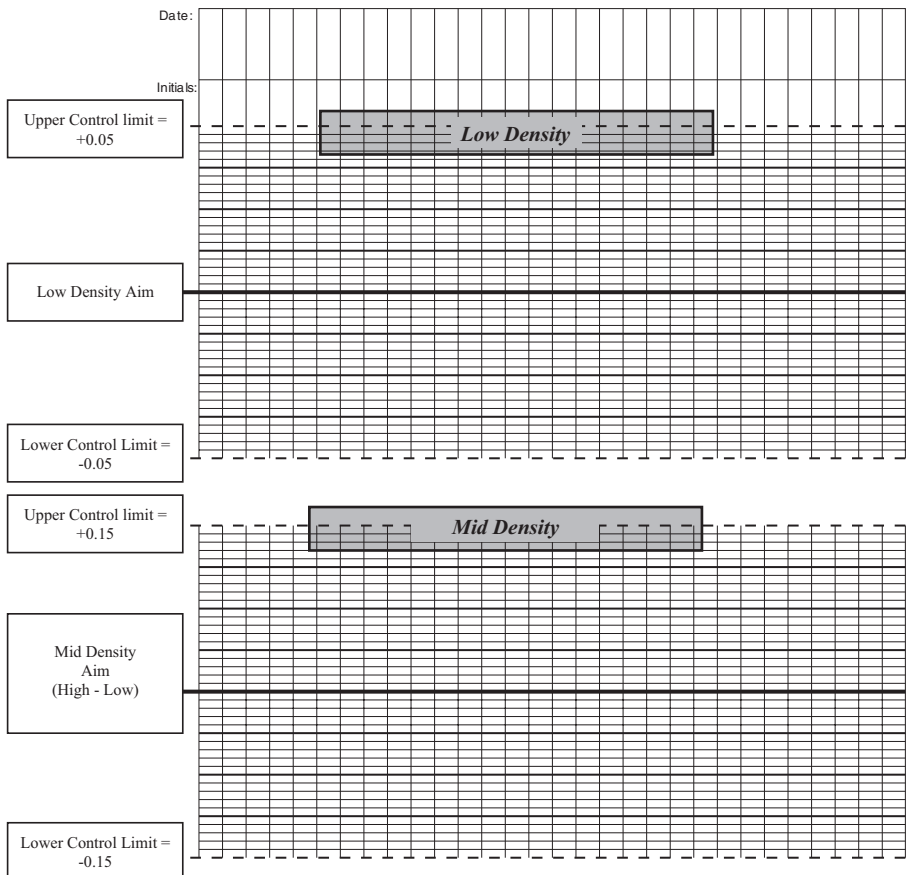 Date:
Initials:
Upper Control limit =
+0.05
Low Density
Low Density Aim
Lower Control Limit =
-0.05
Upper Control limit =
+0.15
Mid Density
Mid Density
Aim
(High - Low)
Lower Control Limit =
-0.15